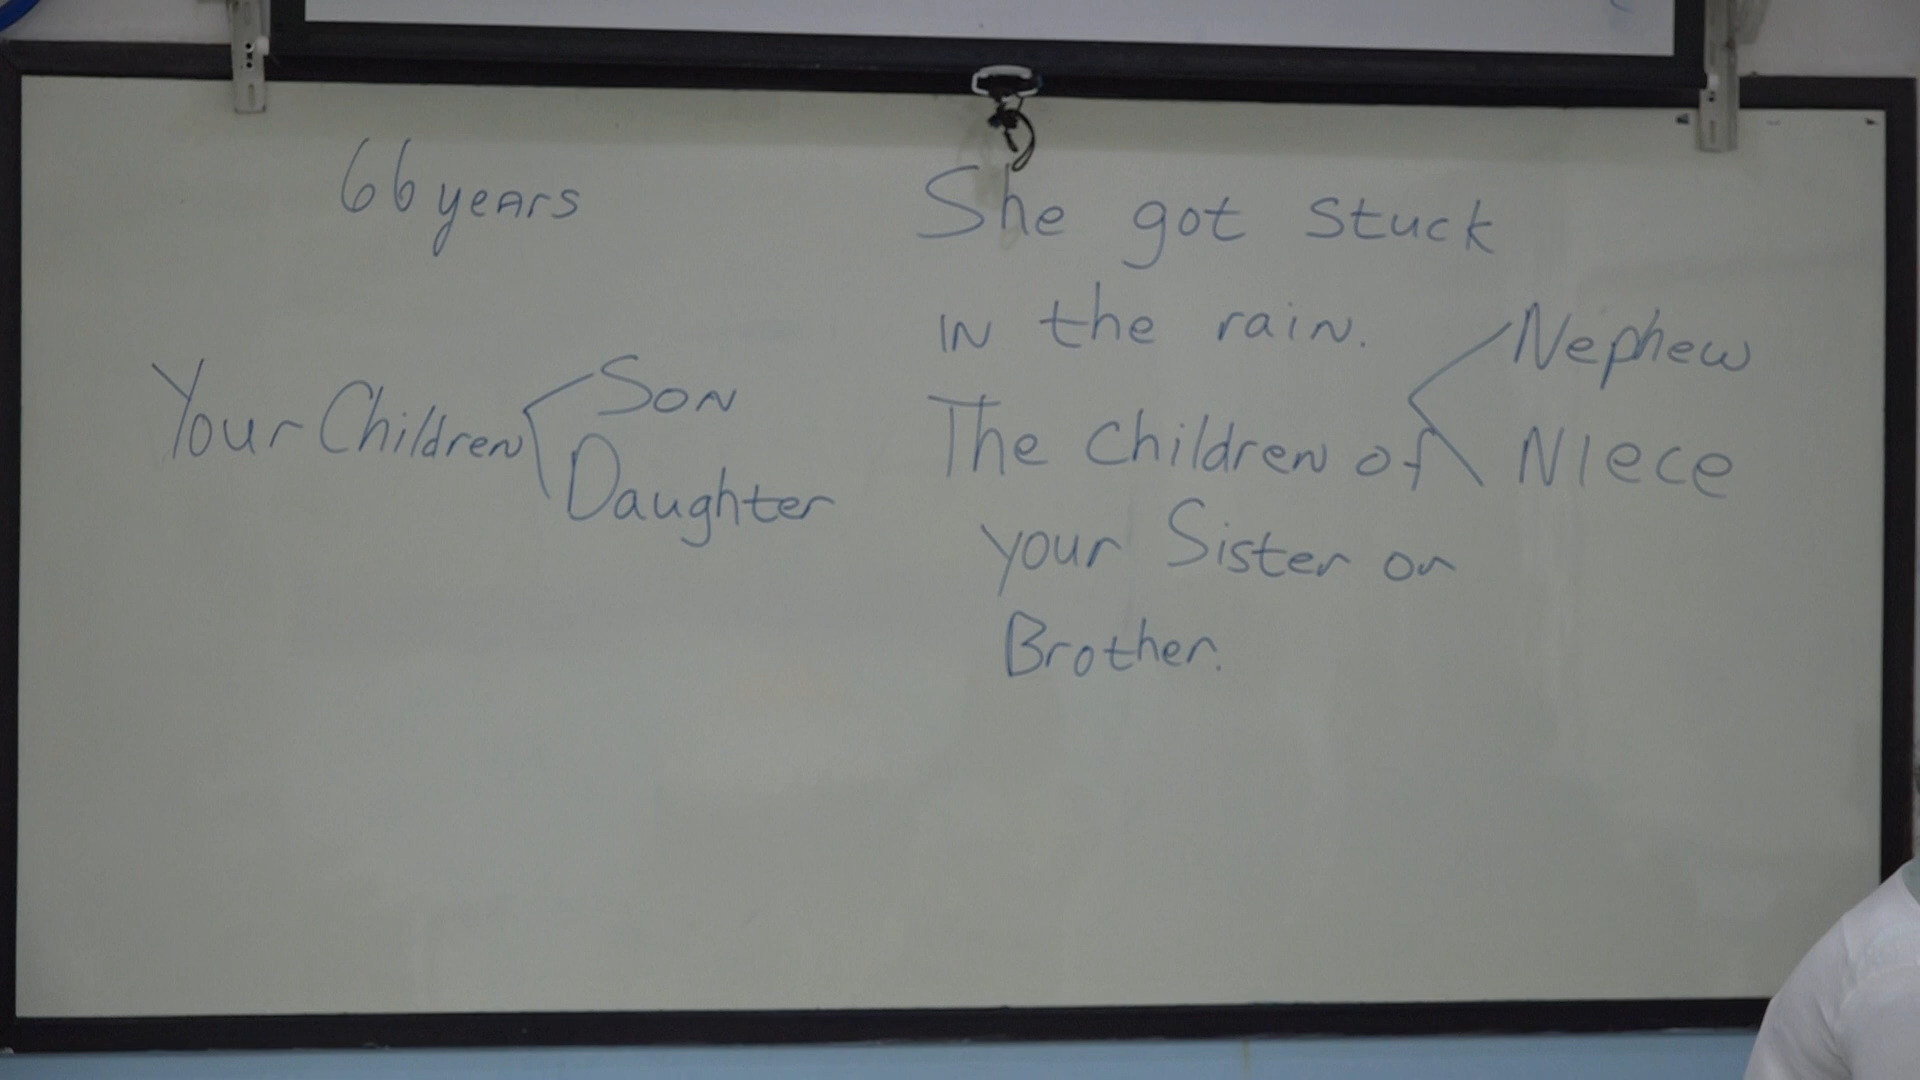 66 years
Your Children
Son
Daughter
She got stuck
in the rain.
The Children of
your Sister or
Brother.
Nephew
Niece